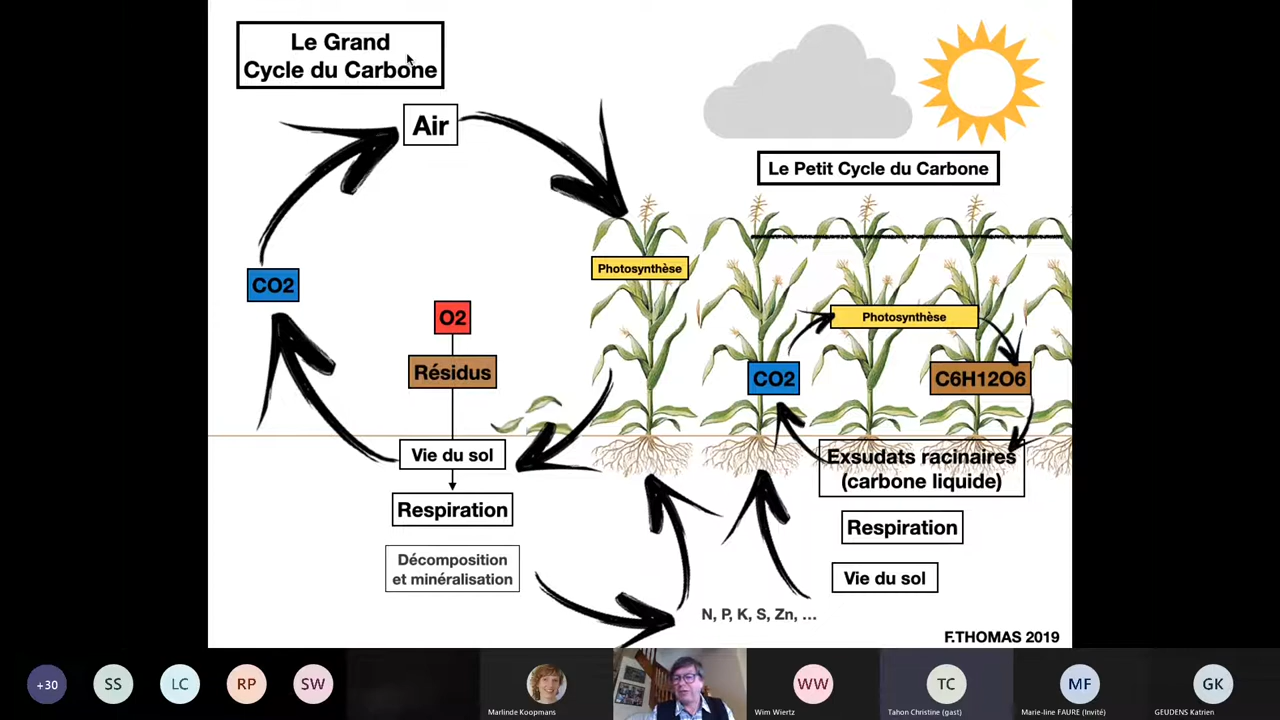 Le Grand
Cycle du Carbone
Air
Le Petit Cycle du Carbone
Photosynthèse
CO2
O2
Photosynthèse
Résidus
CO2
C6H12O6
Vie du sol
Exsudats racinaires
(carbone liquide)
Respiration
Respiration
Décomposition
et minéralisation
Vie du sol
N, P, K, S, Zn, ...
F.THOMAS 2019
+30
SS
LC
RP
SW
WW
TC
MF
GK
Marlinde Koopmans
Wim Wiertz
Tahon Christine (gast)
Marie-line FAURE (Invité)
GEUDENS Katrien